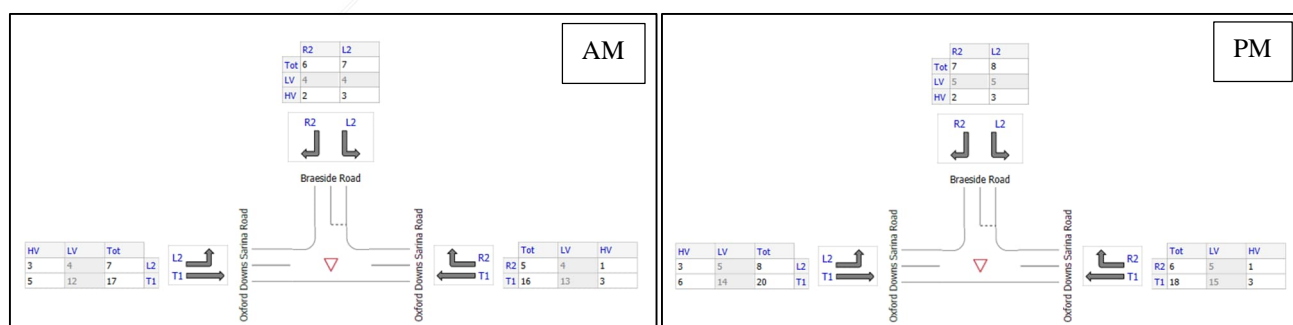 AM
R2 L2
Tot 6 7
LV 4 4
HV 2 3
R2 L2
Braeside Road
Oxford Downs Sarina Road
Oxford Downs Sarina Road
HV LV Tot
3 4 7 L2
5 12 17 T1
L2
T1
R2
T1
Tot LV HV
R2 5 4 1
T1 16 13 3
PM
R2 L2
Tot 7 8
LV 5 5
HV 2 3
R2 L2
Braeside Road
Oxford Downs Sarina Road
Oxford Downs Sarina Road
HV LV Tot
3 5 8 L2
6 14 20 T1
L2
T1
R2
T1
Tot LV HV
R2 6 5 1
T1 18 15 3